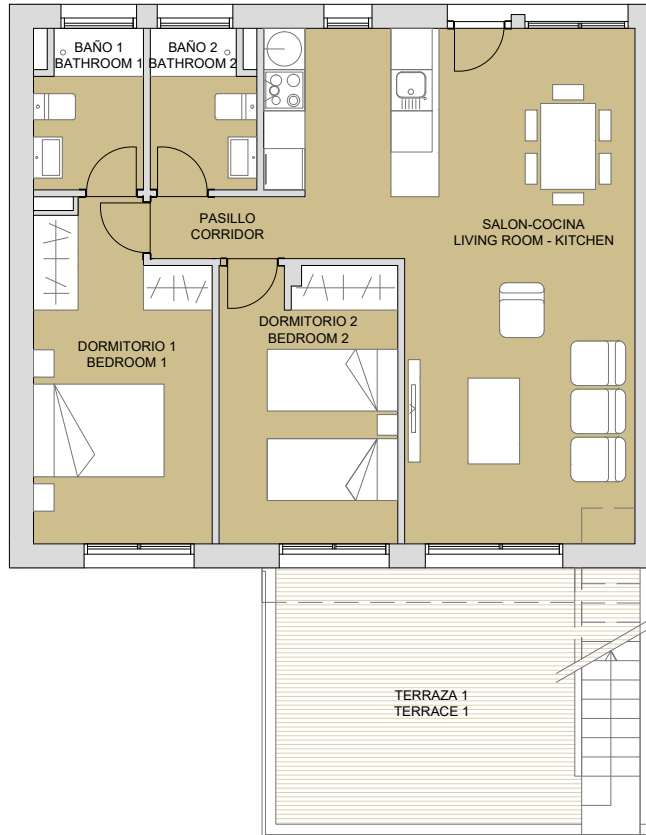 BAÑO 1
BATHROOM 1
BAÑO 2
BATHROOM 2
PASILLO
CORRIDOR
SALON-COCINA
LIVING ROOM - KITCHEN
DORMITORIO 1
BEDROOM 1
DORMITORIO 2
BEDROOM 2
TERRAZA 1
TERRACE 1